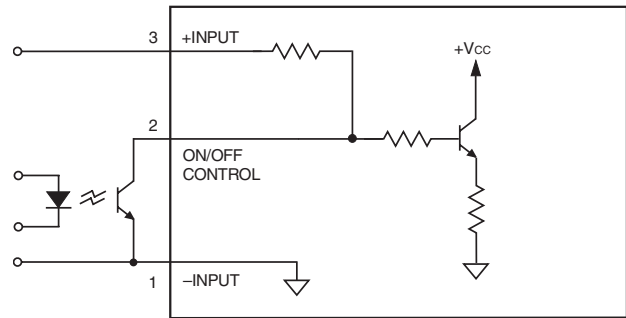 3 +INPUT
+Vcc
2
ON/OFF
CONTROL
1 –INPUT